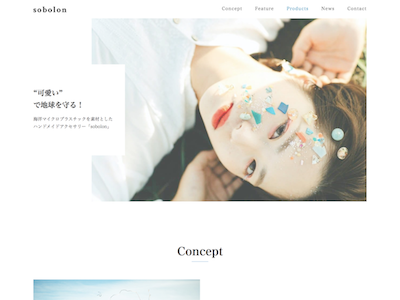 sobolon
Concept Feature Products News Contact
“可愛い”
で地球を守る！
海洋マイクロプラスチックを素材とした
ハンドメイドアクセサリー「sobolon」
Concept